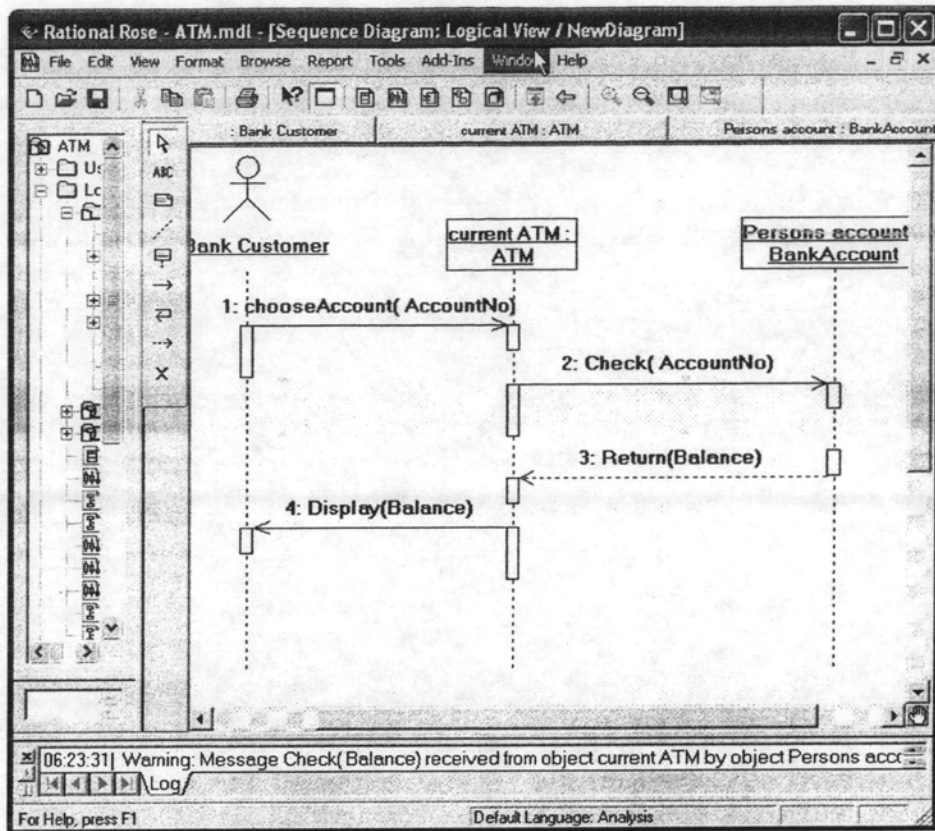 Rational Rose - ATM.mdl - [Sequence Diagram: Logical View / NewDiagram]
File Edit View Format Browse Report Tools Add-Ins Window Help
: Bank Customer current ATM : ATM Persons account : BankAccount
ATM
Us
Lc
ABC
Bank Customer
current ATM :
ATM
Persons account
BankAccount
1: chooseAccount( AccountNo)
2: Check( AccountNo)
3: Return(Balance)
4: Display(Balance)
06:23:31| Warning: Message Check( Balance) received from object current ATM by object Persons acco
Log
For Help, press F1 Default Language: Analysis